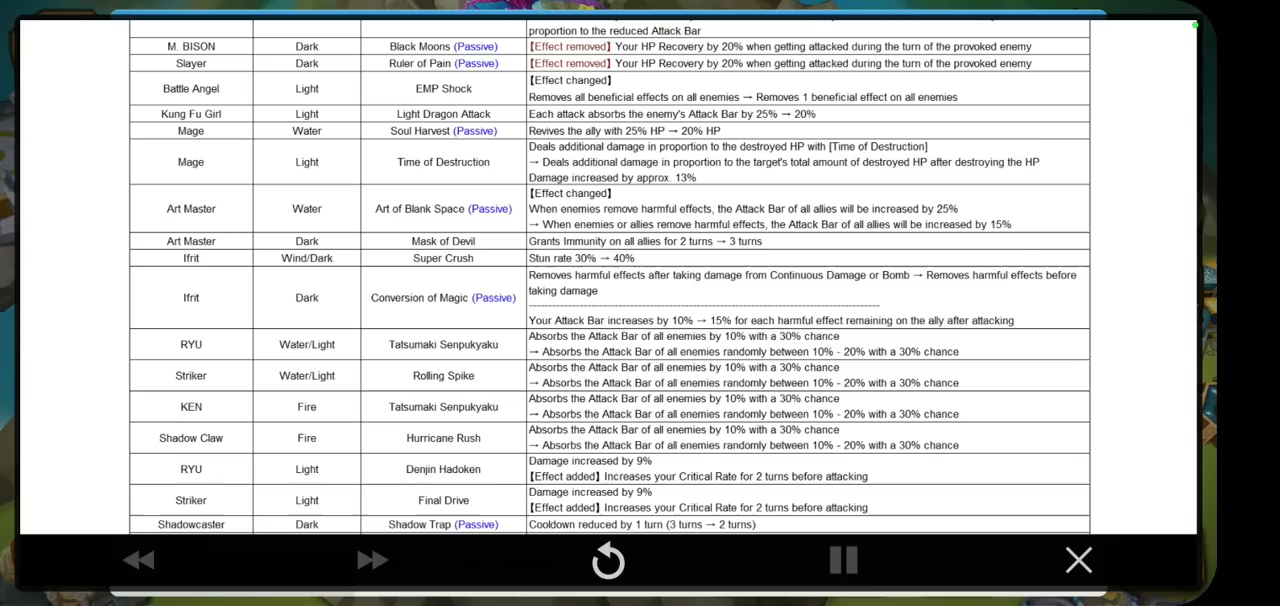 proportion to the reduced Attack Bar
M. BISON Dark Black Moons (Passive) 【Effect removed】 Your HP Recovery by 20% when getting attacked during the turn of the provoked enemy
Slayer Dark Ruler of Pain (Passive) 【Effect removed】 Your HP Recovery by 20% when getting attacked during the turn of the provoked enemy
Battle Angel Light EMP Shock 【Effect changed】
Removes all beneficial effects on all enemies → Removes 1 beneficial effect on all enemies
Kung Fu Girl Light Light Dragon Attack Each attack absorbs the enemy's Attack Bar by 25% → 20%
Mage Water Soul Harvest (Passive) Revives the ally with 25% HP → 20% HP
Mage Light Time of Destruction Deals additional damage in proportion to the destroyed HP with [Time of Destruction]
→ Deals additional damage in proportion to the target's total amount of destroyed HP after destroying the HP
Damage increased by approx. 13%
Art Master Water Art of Blank Space (Passive) 【Effect changed】
When enemies remove harmful effects, the Attack Bar of all allies will be increased by 25%
→ When enemies or allies remove harmful effects, the Attack Bar of all allies will be increased by 15%
Art Master Dark Mask of Devil Grants Immunity on all allies for 2 turns → 3 turns
Ifrit Wind/Dark Super Crush Stun rate 30% → 40%
Ifrit Dark Conversion of Magic (Passive) Removes harmful effects after taking damage from Continuous Damage or Bomb → Removes harmful effects before
taking damage
Your Attack Bar increases by 10% → 15% for each harmful effect remaining on the ally after attacking
RYU Water/Light Tatsumaki Senpukyaku Absorbs the Attack Bar of all enemies by 10% with a 30% chance
→ Absorbs the Attack Bar of all enemies randomly between 10% - 20% with a 30% chance
Striker Water/Light Rolling Spike Absorbs the Attack Bar of all enemies by 10% with a 30% chance
→ Absorbs the Attack Bar of all enemies randomly between 10% - 20% with a 30% chance
KEN Fire Tatsumaki Senpukyaku Absorbs the Attack Bar of all enemies by 10% with a 30% chance
→ Absorbs the Attack Bar of all enemies randomly between 10% - 20% with a 30% chance
Shadow Claw Fire Hurricane Rush Absorbs the Attack Bar of all enemies by 10% with a 30% chance
→ Absorbs the Attack Bar of all enemies randomly between 10% - 20% with a 30% chance
RYU Light Denjin Hadoken Damage increased by 9%
【Effect added】 Increases your Critical Rate for 2 turns before attacking
Striker Light Final Drive Damage increased by 9%
【Effect added】 Increases your Critical Rate for 2 turns before attacking
Shadowcaster Dark Shadow Trap (Passive) Cooldown reduced by 1 turn (3 turns → 2 turns)